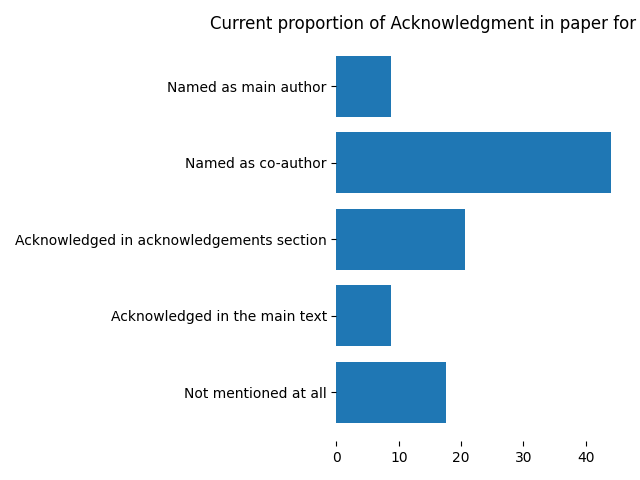 Current proportion of Acknowledgment in paper for
Named as main author
Named as co-author
Acknowledged in acknowledgements section
Acknowledged in the main text
Not mentioned at all
0 10 20 30 40